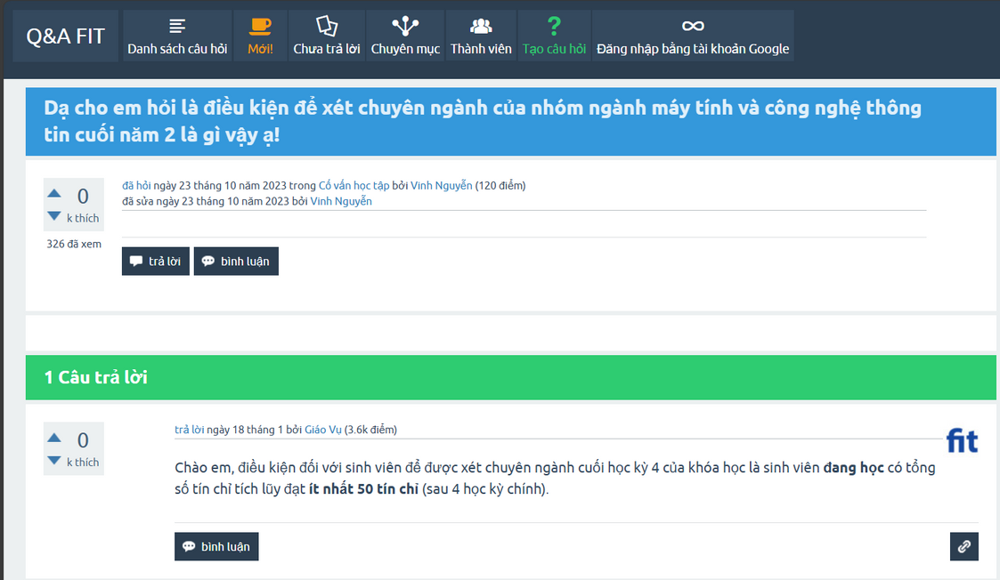 Q&A FIT
Danh sách câu hỏi
Mới!
Chưa trả lời
Chuyên mục
Thành viên
Tạo câu hỏi
Đăng nhập bằng tài khoản Google
Dạ cho em hỏi là điều kiện để xét chuyên ngành của nhóm ngành máy tính và công nghệ thông
tin cuối năm 2 là gì vậy ạ!
0
k thích
326 đã xem
đã hỏi ngày 23 tháng 10 năm 2023 trong Cố vấn học tập bởi Vinh Nguyễn (120 điểm)
đã sửa ngày 23 tháng 10 năm 2023 bởi Vinh Nguyễn
trả lời
bình luận
1 Câu trả lời
0
k thích
trả lời ngày 18 tháng 1 bởi Giáo Vụ (3.6k điểm)
fit
Chào em, điều kiện đối với sinh viên để được xét chuyên ngành cuối học kỳ 4 của khóa học là sinh viên đang học có tổng
số tín chỉ tích lũy đạt ít nhất 50 tín chỉ (sau 4 học kỳ chính).
bình luận